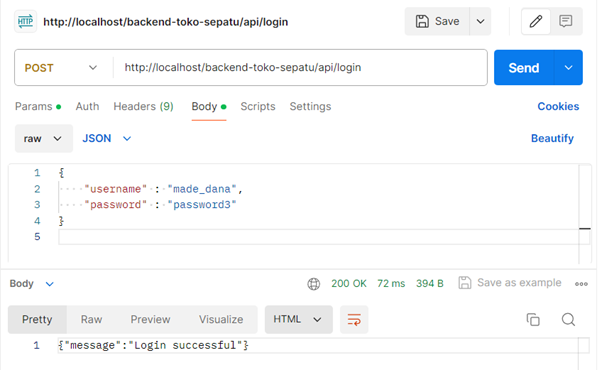 HTTP http://localhost/backend-toko-sepatu/api/login Save
POST http://localhost/backend-toko-sepatu/api/login Send
Params Auth Headers (9) Body Scripts Settings Cookies
raw JSON Beautify
1 {
2 "username" : "made_dana",
3 "password" : "password3"
4 }
5
Body 200 OK 72 ms 394 B Save as example
Pretty Raw Preview Visualize HTML
1 {"message":"Login successful"}